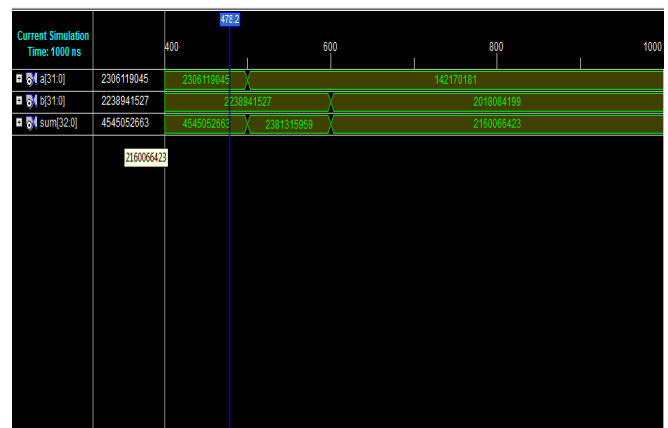 478.2
Current Simulation
Time: 1000 ns
400 600 800 1000
a[31:0] 2306119045 2306119045 142170181
b[31:0] 2238941527 2238941527 2018084199
sum[32:0] 4545052663 4545052663 2381315959 2160066423
2160066423